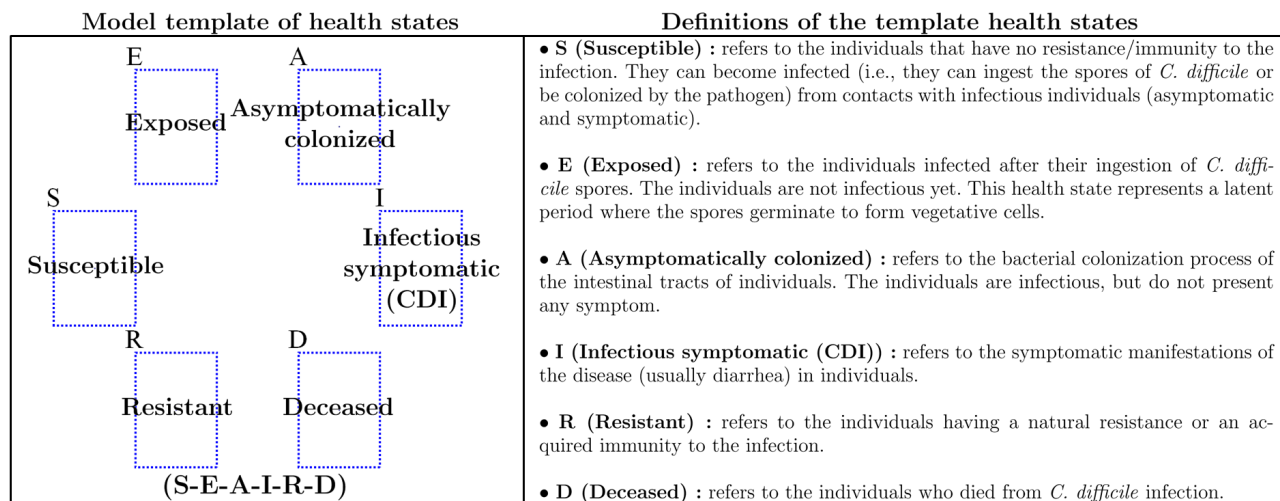 Model template of health states
E
A
Exposed
Asymptomatically
colonized
S
I
Susceptible
Infectious
symptomatic
(CDI)
R
D
Resistant
Deceased
(S-E-A-I-R-D)
Definitions of the template health states
• S (Susceptible) : refers to the individuals that have no resistance/immunity to the
infection. They can become infected (i.e., they can ingest the spores of C. difficile or
be colonized by the pathogen) from contacts with infectious individuals (asymptomatic
and symptomatic).
• E (Exposed) : refers to the individuals infected after their ingestion of C. diffi-
cile spores. The individuals are not infectious yet. This health state represents a latent
period where the spores germinate to form vegetative cells.
• A (Asymptomatically colonized) : refers to the bacterial colonization process of
the intestinal tracts of individuals. The individuals are infectious, but do not present
any symptom.
• I (Infectious symptomatic (CDI)) : refers to the symptomatic manifestations of
the disease (usually diarrhea) in individuals.
• R (Resistant) : refers to the individuals having a natural resistance or an ac-
quired immunity to the infection.
• D (Deceased) : refers to the individuals who died from C. difficile infection.